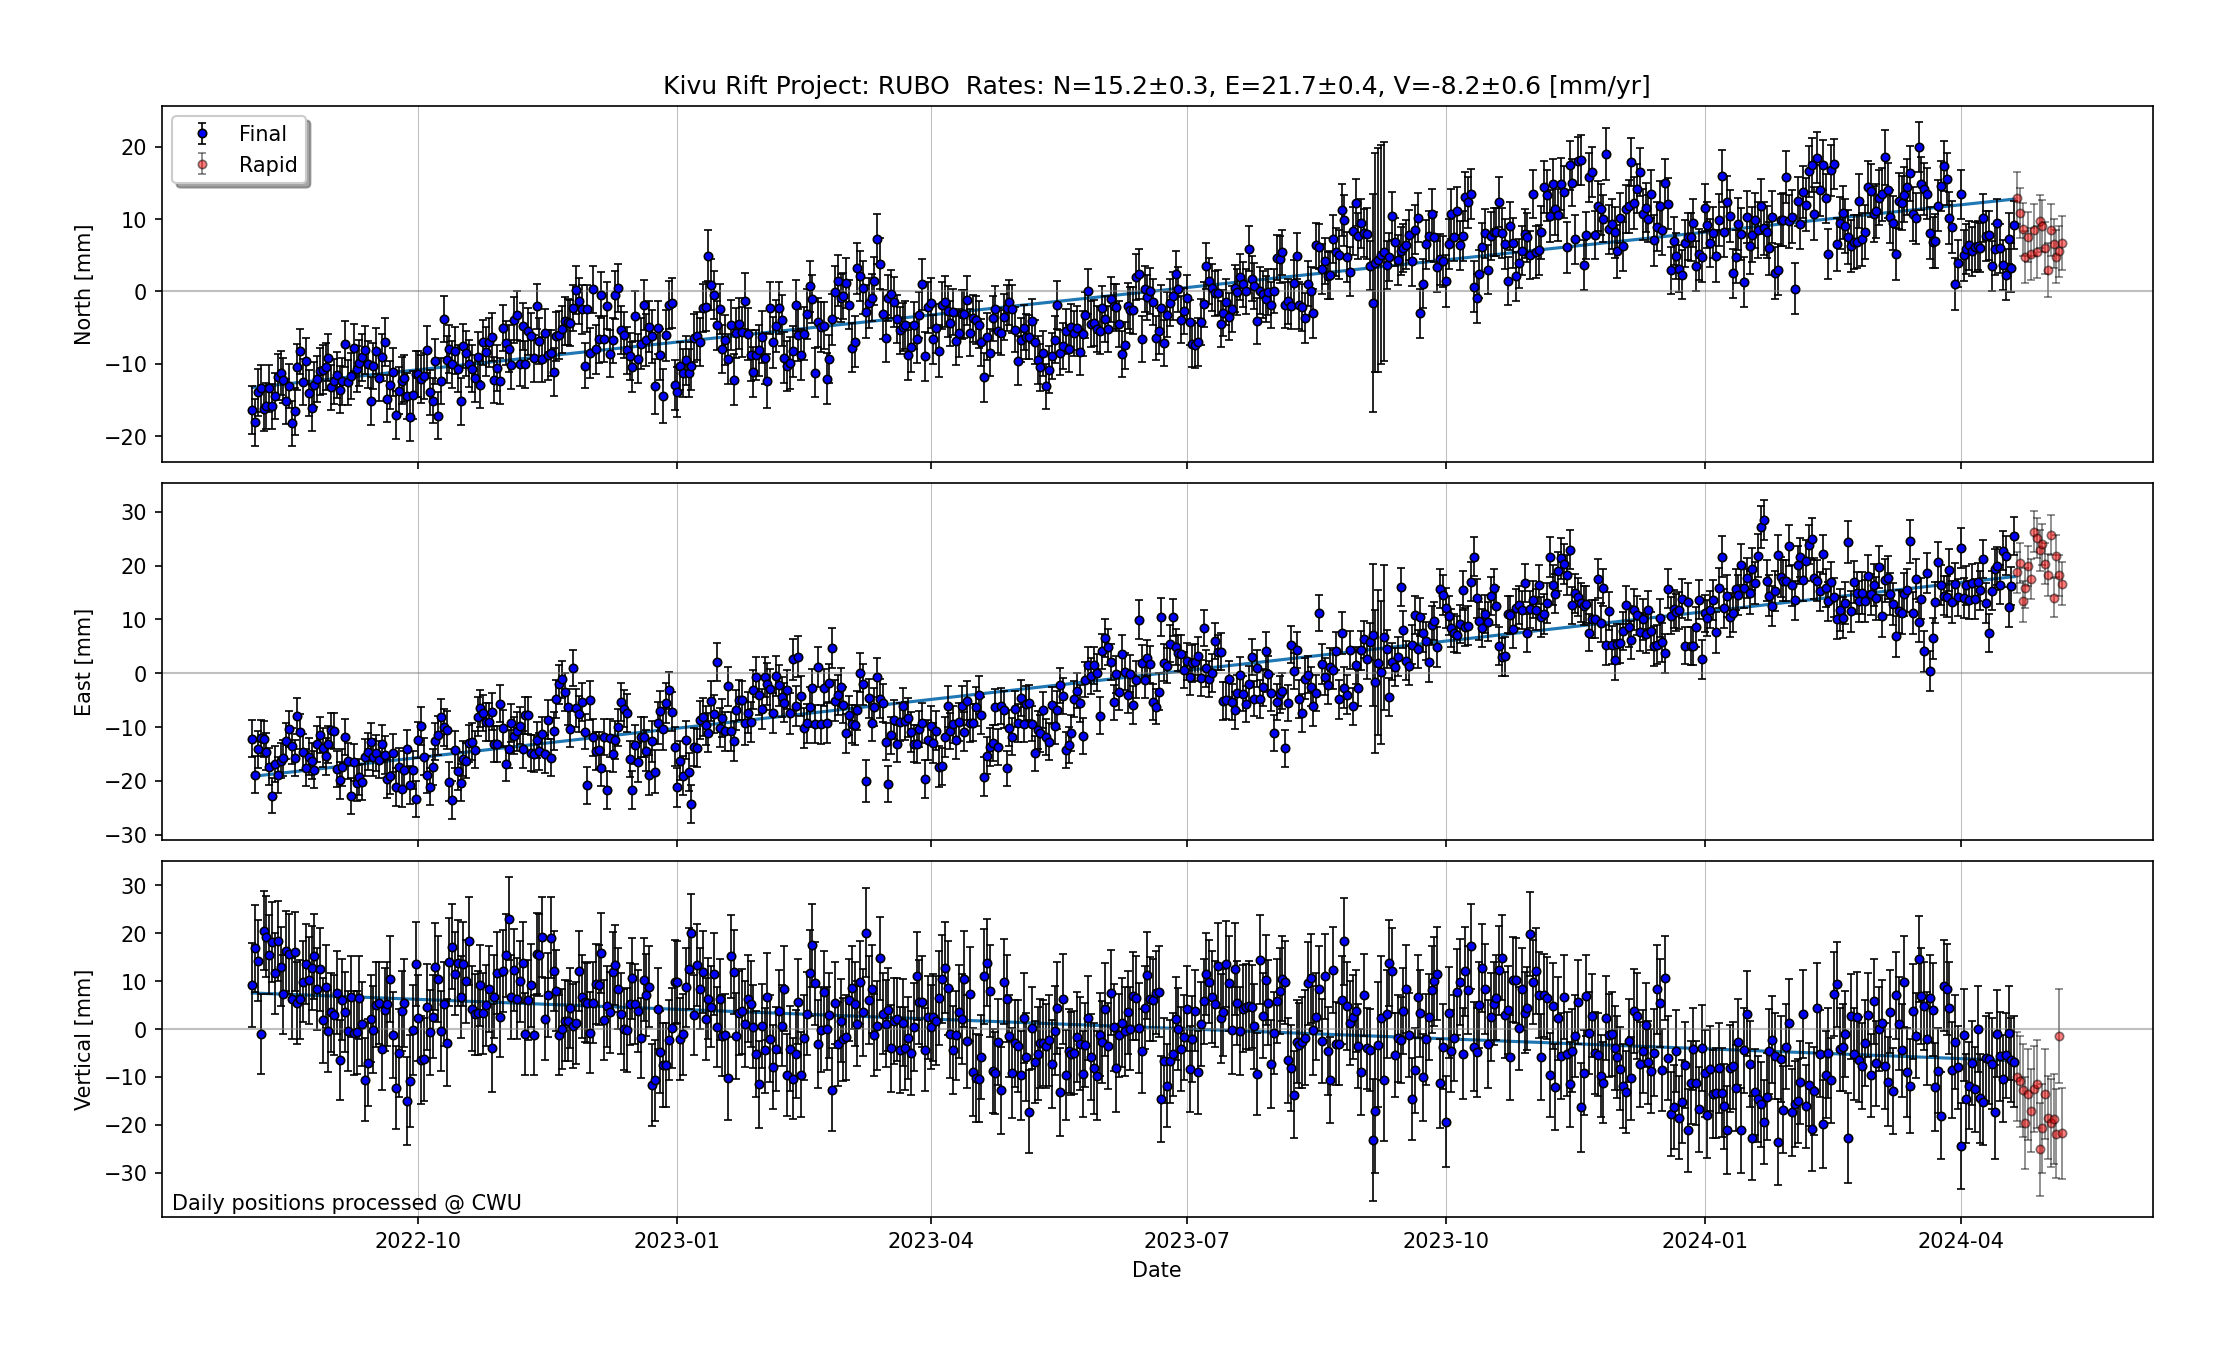 Kivu Rift Project: RUBO  Rates: N=15.2±0.3, E=21.7±0.4, V=-8.2±0.6 [mm/yr]
Final
Rapid
North [mm]
20
10
0
−10
−20
East [mm]
30
20
10
0
−10
−20
−30
Vertical [mm]
30
20
10
0
−10
−20
−30
Daily positions processed @ CWU
2022-10 2023-01 2023-04 2023-07 2023-10 2024-01 2024-04
Date